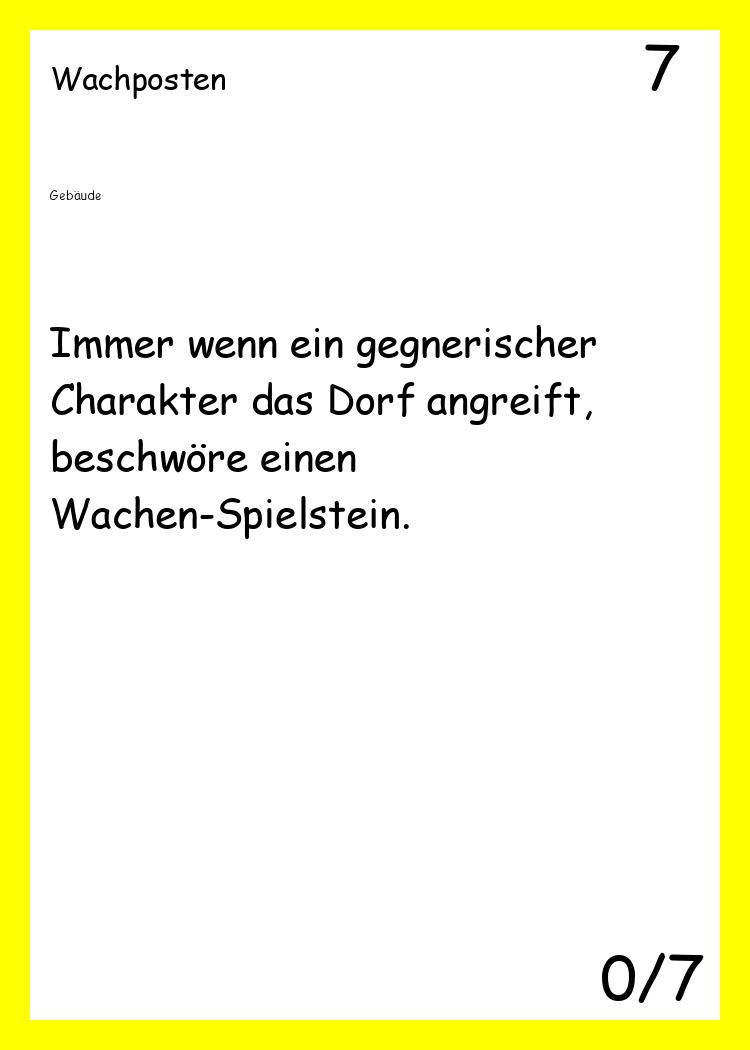 Wachposten
7
Gebäude
Immer wenn ein gegnerischer
Charakter das Dorf angreift,
beschwöre einen
Wachen-Spielstein.
0/7